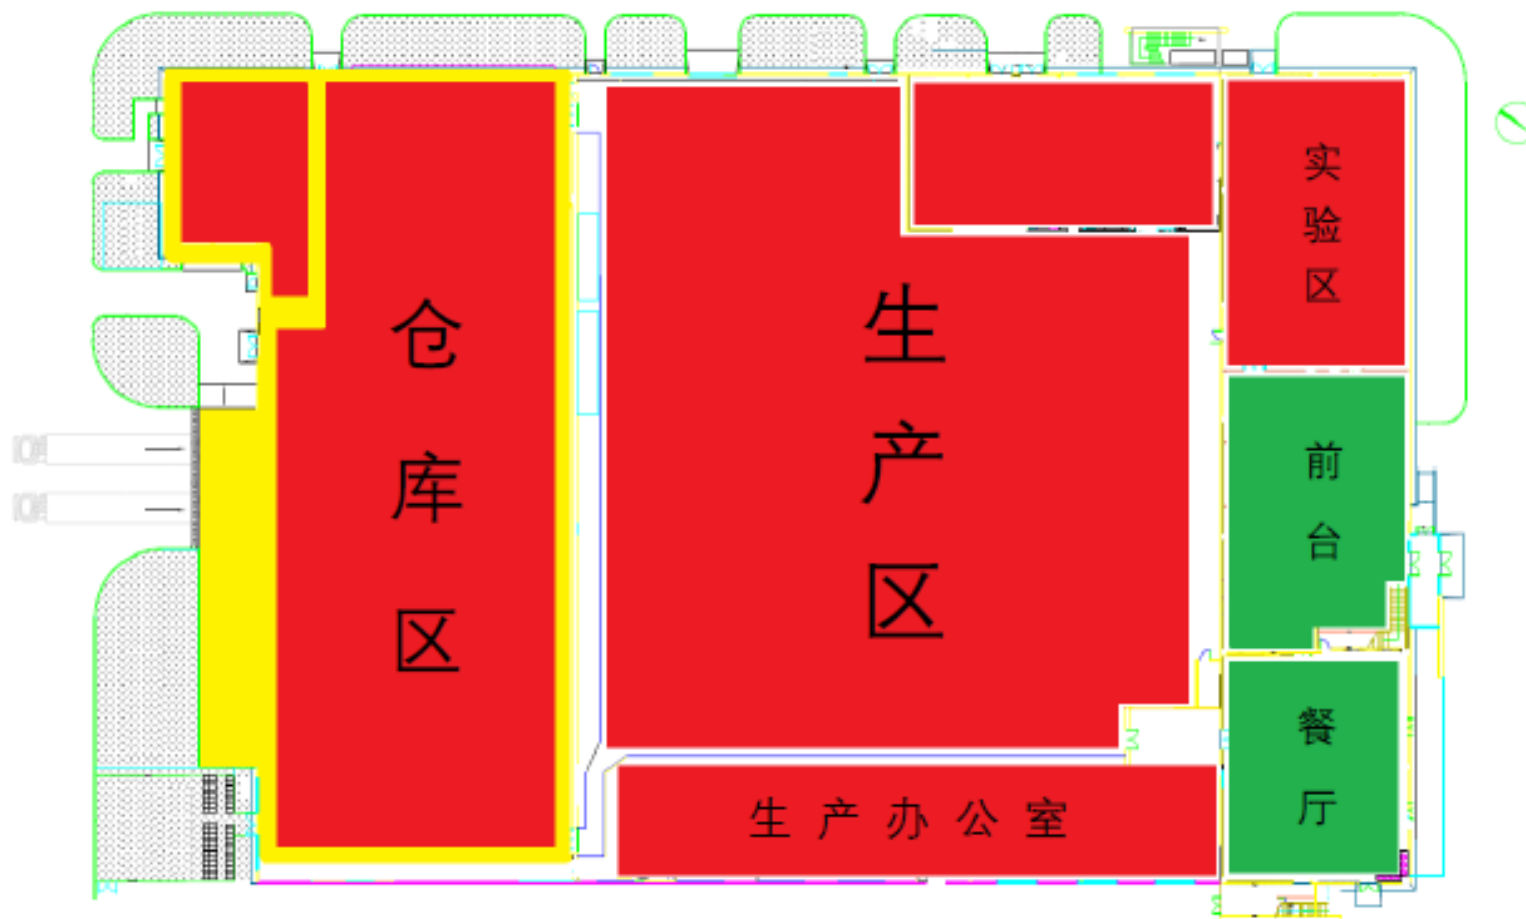 仓库区
生产区
实验区
前台
餐厅
生产办公室